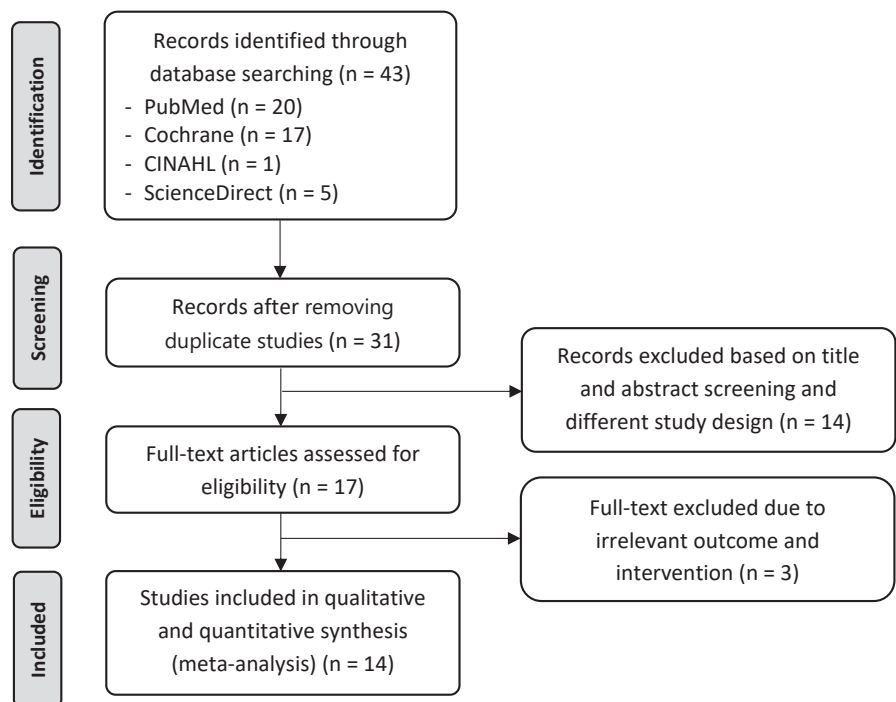 Identification
Records identified through
database searching (n = 43)
- PubMed (n = 20)
- Cochrane (n = 17)
- CINAHL (n = 1)
- ScienceDirect (n = 5)
Screening
Records after removing
duplicate studies (n = 31)
Records excluded based on title
and abstract screening and
different study design (n = 14)
Eligibility
Full-text articles assessed for
eligibility (n = 17)
Full-text excluded due to
irrelevant outcome and
intervention (n = 3)
Included
Studies included in qualitative
and quantitative synthesis
(meta-analysis) (n = 14)